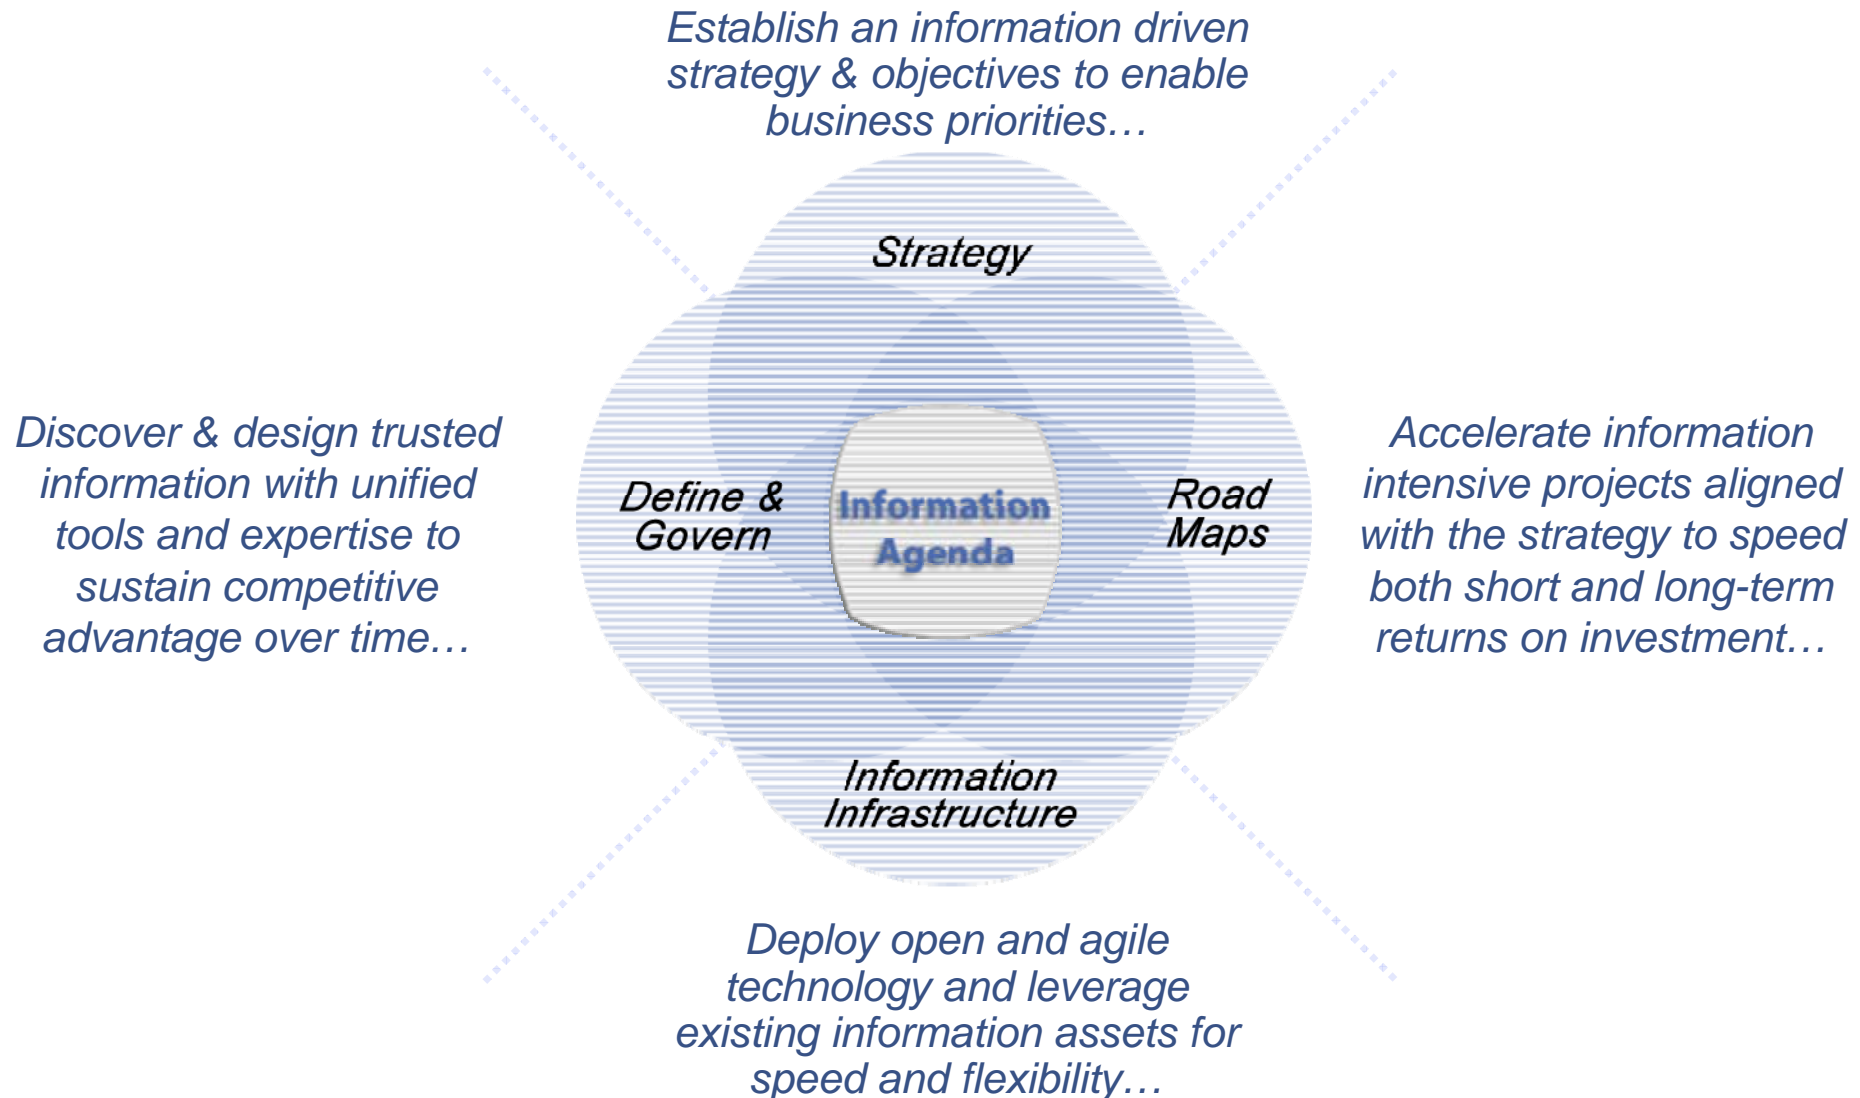 Establish an information driven
strategy & objectives to enable
business priorities…
Strategy
Discover & design trusted
information with unified
tools and expertise to
sustain competitive
advantage over time…
Define &
Govern
Information
Agenda
Road
Maps
Accelerate information
intensive projects aligned
with the strategy to speed
both short and long-term
returns on investment…
Information
Infrastructure
Deploy open and agile
technology and leverage
existing information assets for
speed and flexibility…